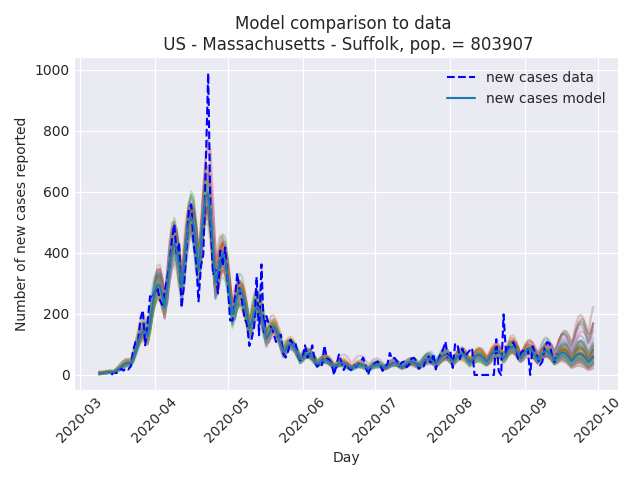 Model comparison to data
US - Massachusetts - Suffolk, pop. = 803907
new cases data
new cases model
Number of new cases reported
1000
800
600
400
200
0
2020-03
2020-04
2020-05
2020-06
2020-07
2020-08
2020-09
2020-10
Day